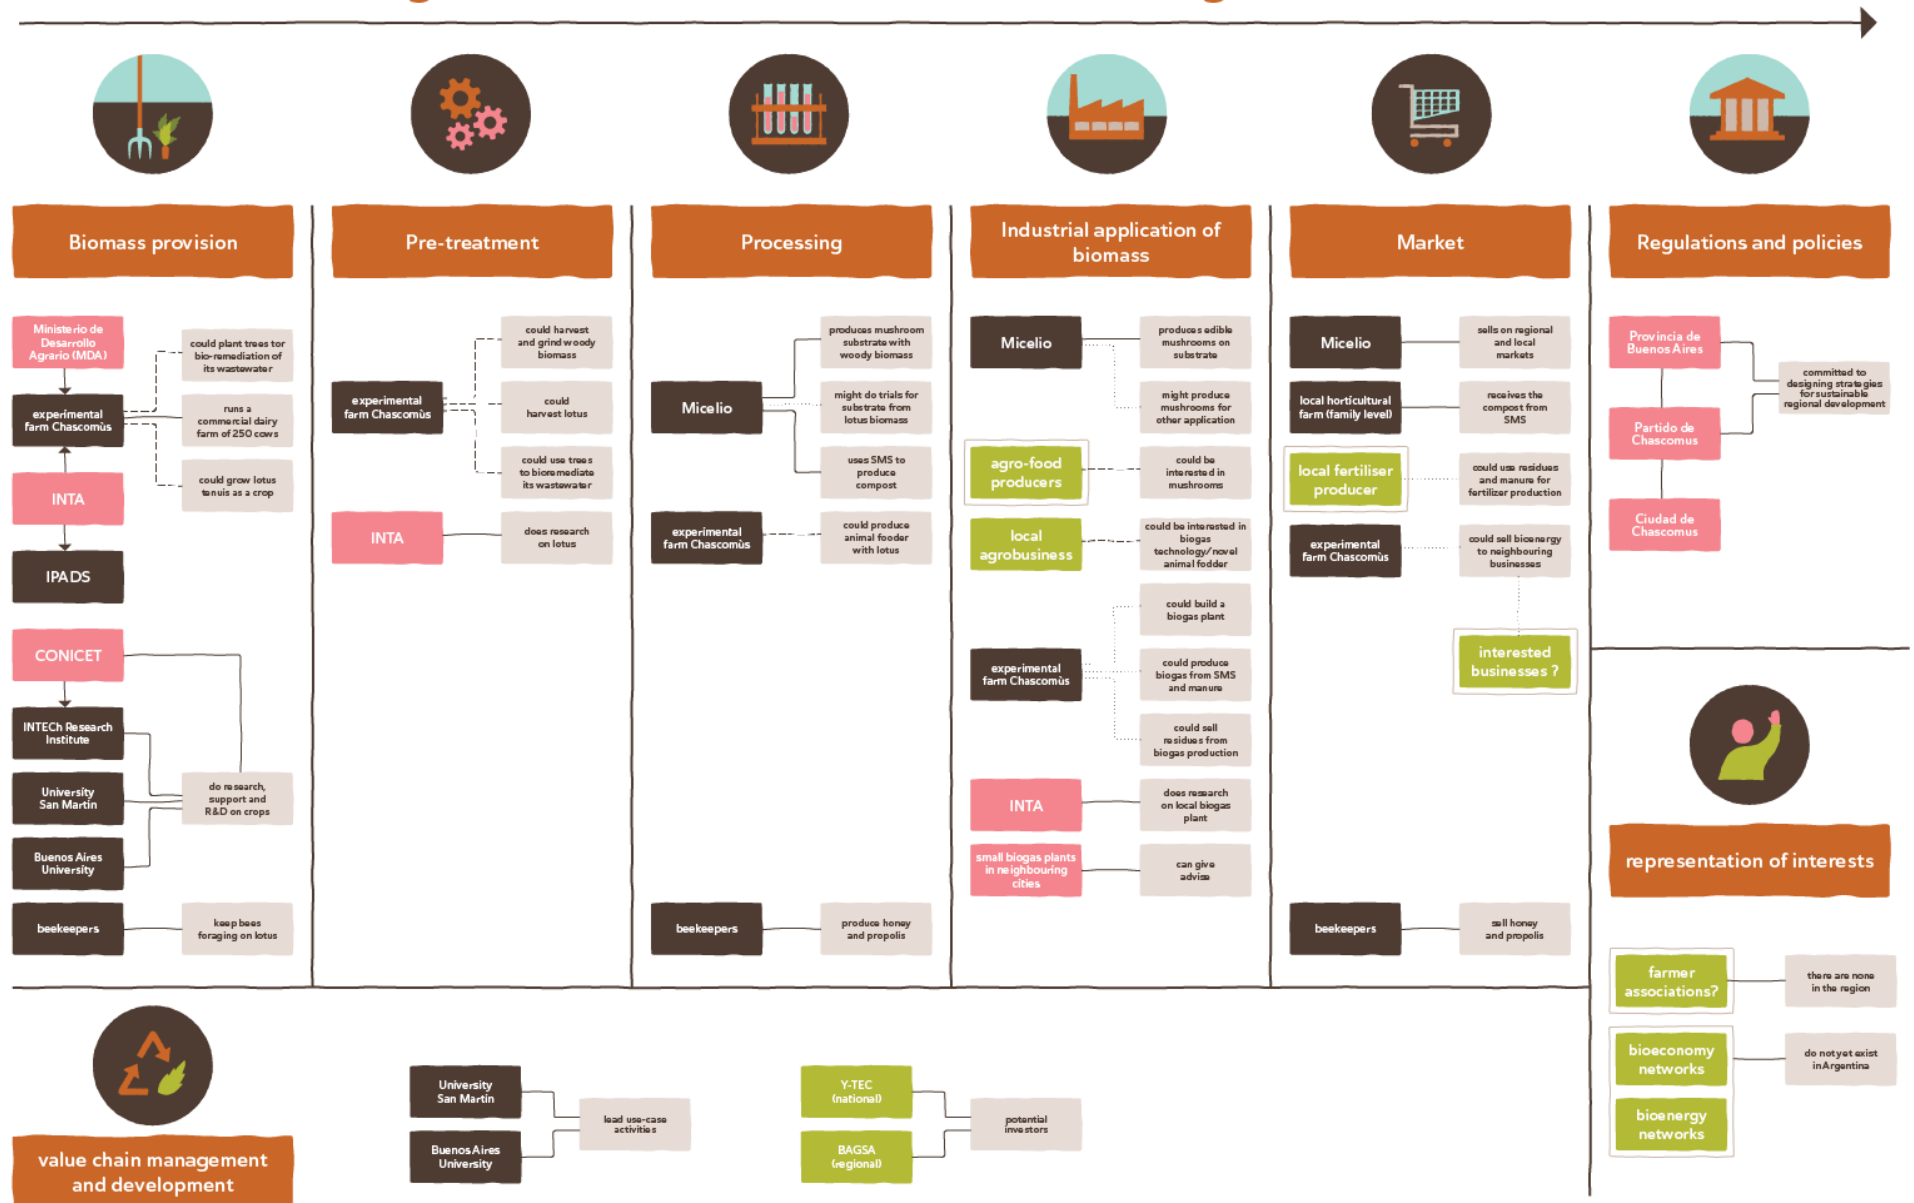 Biomass provision
Pre-treatment
Processing
Industrial application of
biomass
Market
Regulations and policies
Ministerio de
Desarrollo
Agrario (MDA)
could plant trees for
bio-remediation of
its wastewater
experimental
farm Chascomùs
runs a
commercial dairy
farm of 250 cows
could grow lotus
tenuis as a crop
INTA
IPADS
CONICET
INTECh Research
Institute
University
San Martín
Buenos Aires
University
do research,
support and
R&D on crops
beekeepers
keep bees
foraging on lotus
could harvest
and grind woody
biomass
experimental
farm Chascomùs
could
harvest lotus
could use trees
to bioremediate
its wastewater
INTA
does research
on lotus
produces mushroom
substrate with
woody biomass
Micelio
might do trials for
substrate from
lotus biomass
uses SMS to
produce
compost
experimental
farm Chascomùs
could produce
animal fooder
with lotus
beekeepers
produce honey
and propolis
Micelio
produces edible
mushrooms on
substrate
might produce
mushrooms for
other application
agro-food
producers
could be
interested in
mushrooms
local
agrobusiness
could be interested in
biogas
technology/novel
animal fodder
could build a
biogas plant
experimental
farm Chascomùs
could produce
biogas from SMS
and manure
could sell
residues from
biogas production
INTA
does research
on local biogas
plant
small biogas plants
in neighbouring
cities
can give
advise
Micelio
sells on regional
and local
markets
local horticultural
farm (family level)
receives the
compost from
SMS
local fertiliser
producer
could use residues
and manure for
fertilizer production
experimental
farm Chascomùs
could sell bioenergy
to neighbouring
businesses
interested
businesses ?
beekeepers
sell honey
and propolis
Provincia de
Buenos Aires
committed to
designing strategies
for sustainable
regional development
Partido de
Chascomus
Ciudad de
Chascomus
representation of interests
farmer
associations?
there are none
in the region
bioeconomy
networks
do not yet exist
in Argentina
bioenergy
networks
value chain management
and development
University
San Martín
Buenos Aires
University
lead use-case
activities
Y-TEC
(national)
BAGSA
(regional)
potential
investors